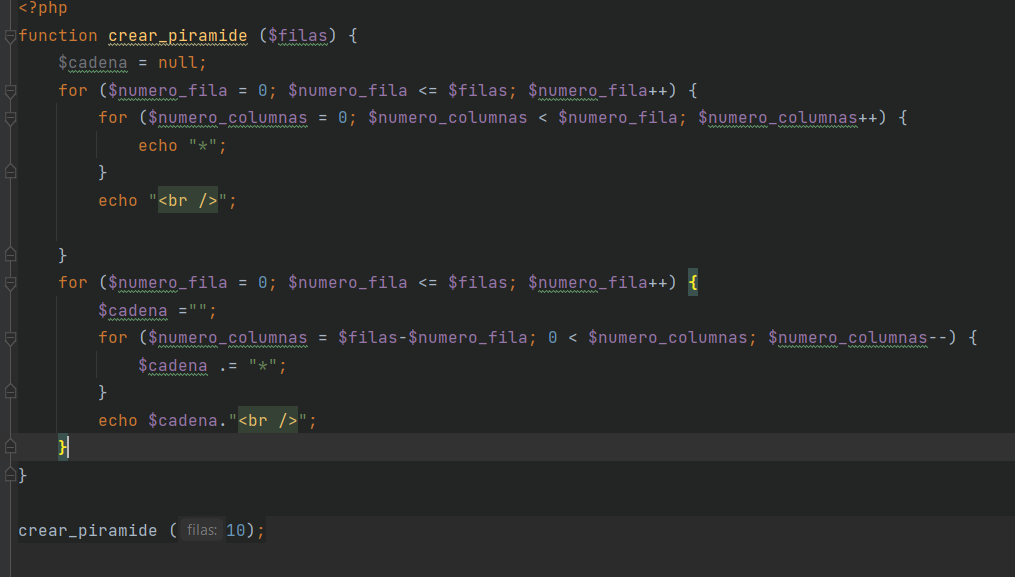 <?php
function crear_piramide ($filas) {
    $cadena = null;
    for ($numero_fila = 0; $numero_fila <= $filas; $numero_fila++) {
        for ($numero_columnas = 0; $numero_columnas < $numero_fila; $numero_columnas++) {
            echo "*";
        }
        echo "<br />";

    }
    for ($numero_fila = 0; $numero_fila <= $filas; $numero_fila++) {
        $cadena ="";
        for ($numero_columnas = $filas-$numero_fila; 0 < $numero_columnas; $numero_columnas--) {
            $cadena .= "*";
        }
        echo $cadena."<br />";
    }
}

crear_piramide ( filas: 10);